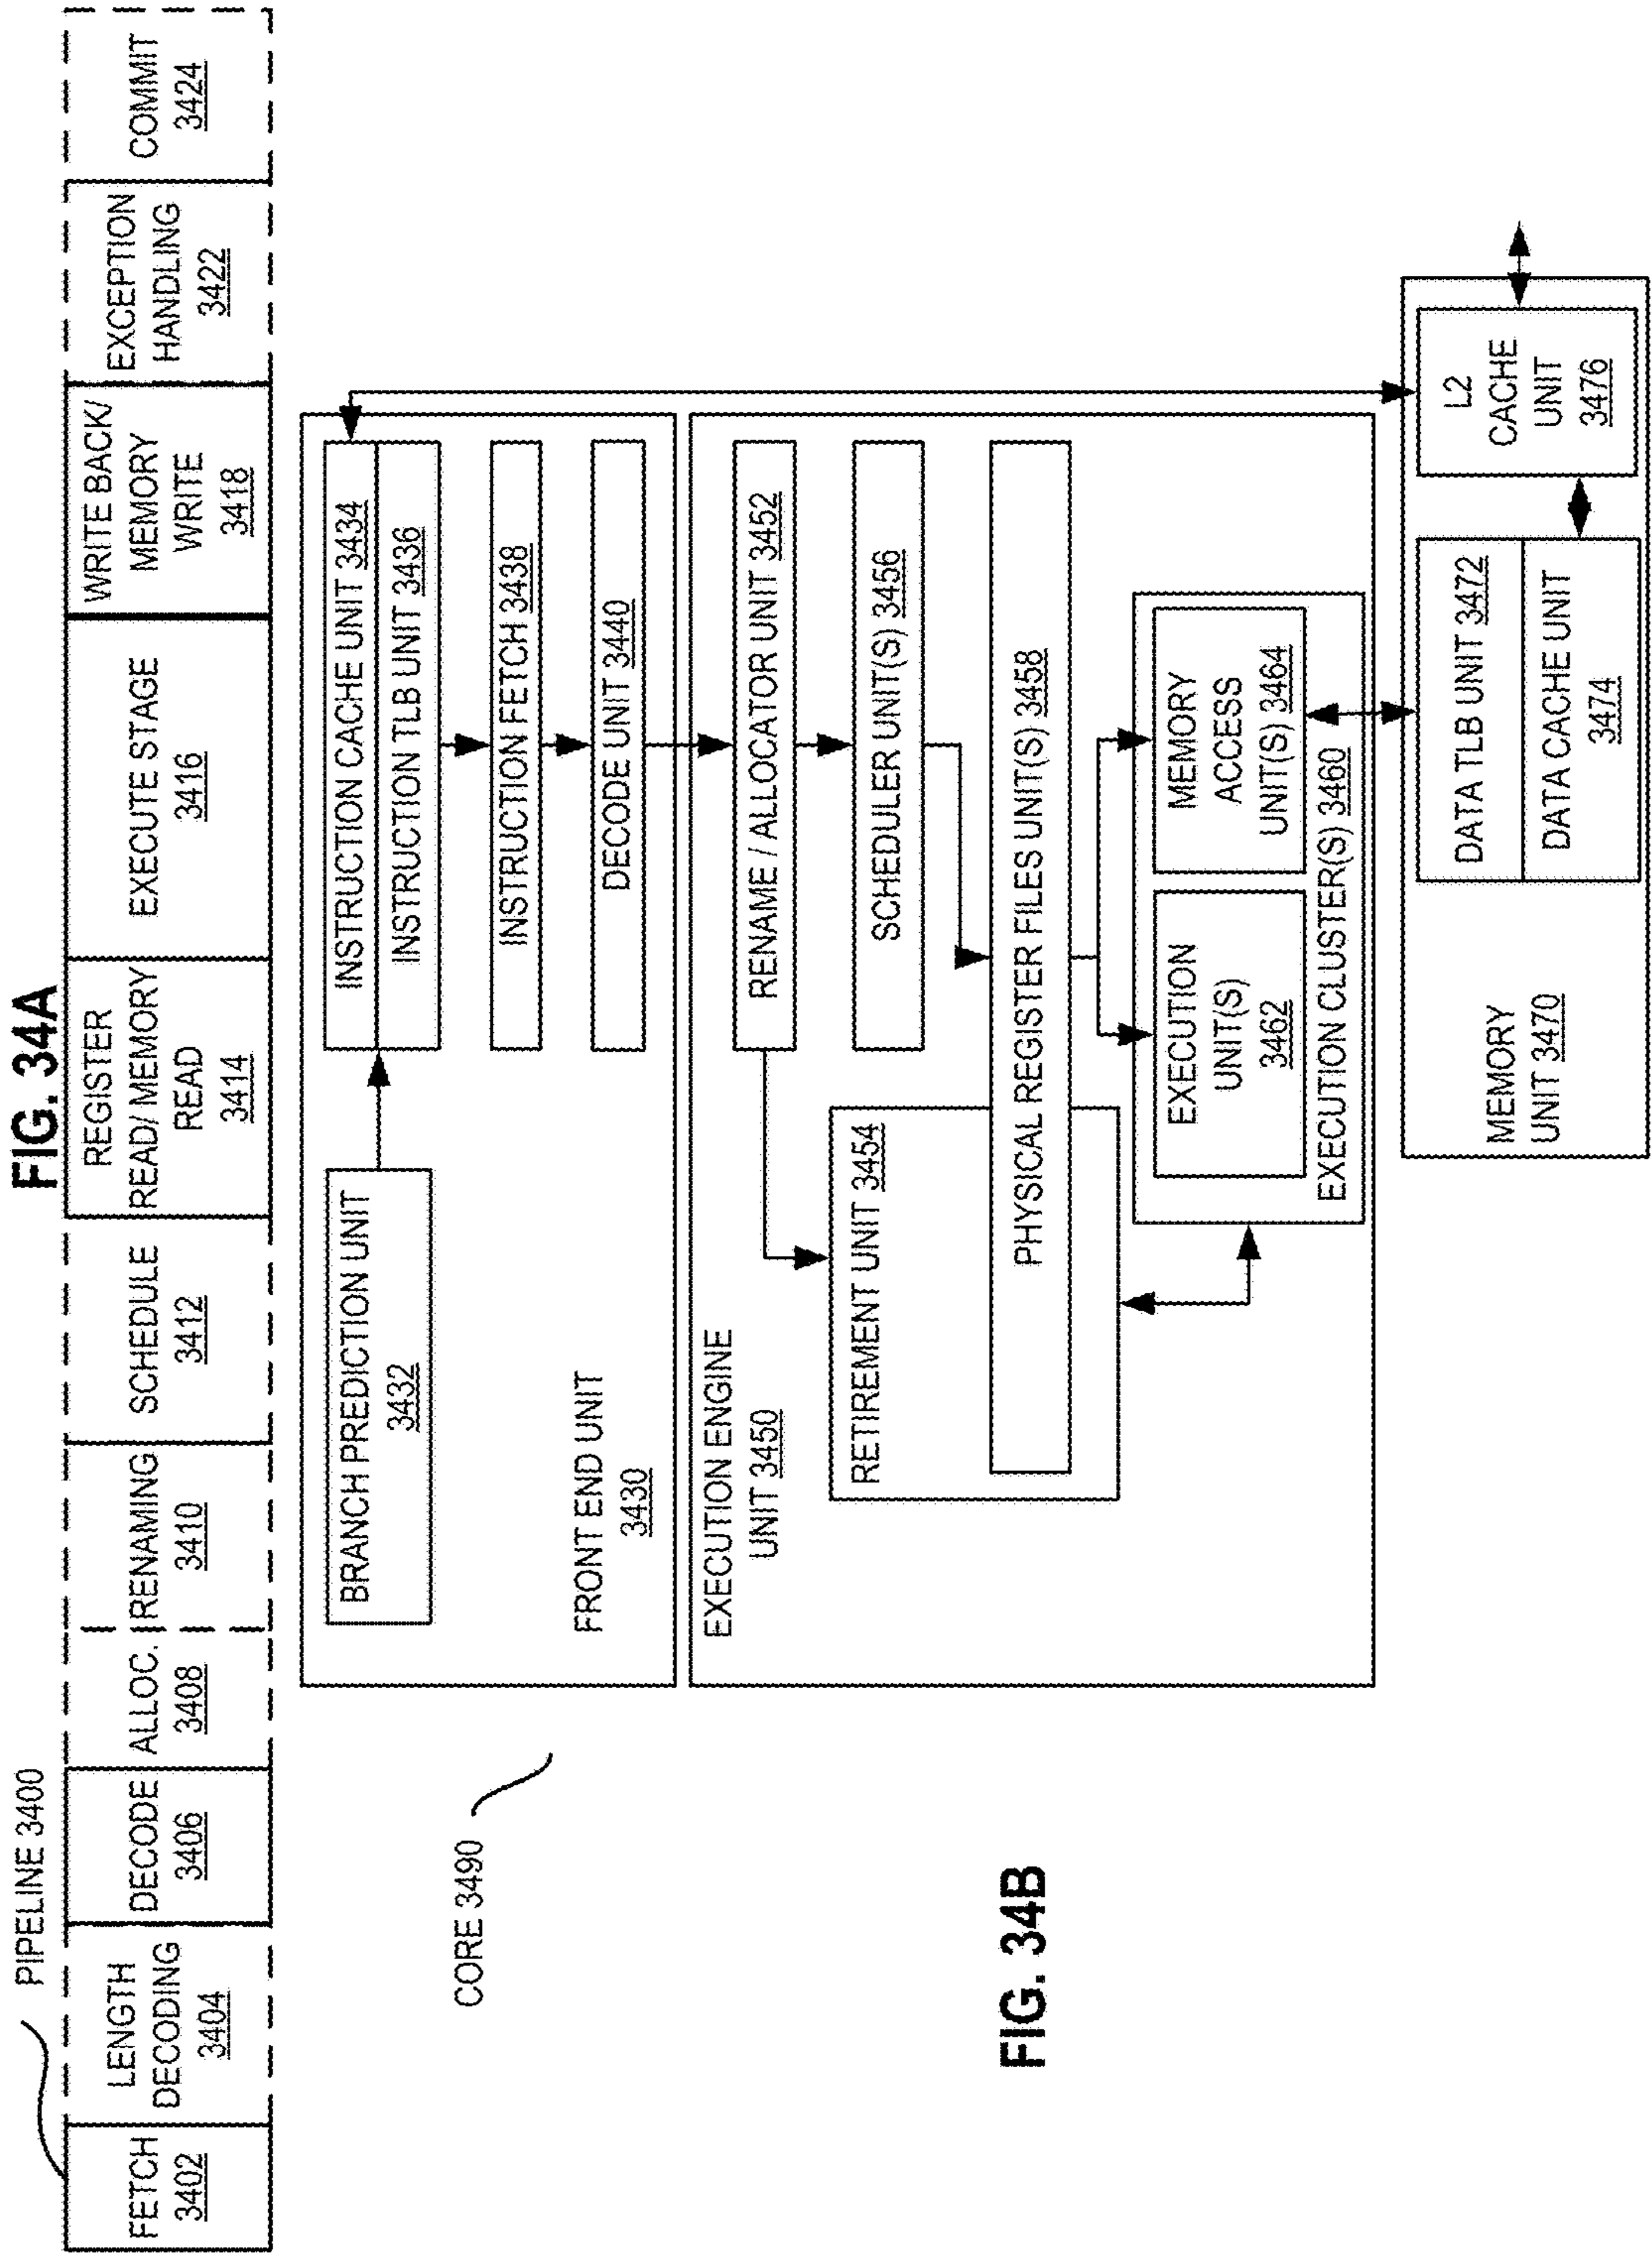 FIG. 34A
PIPELINE 3400
FETCH
3402
LENGTH
DECODING
3404
DECODE
3406
ALLOC.
3408
RENAMING
3410
SCHEDULE
3412
REGISTER
READ/MEMORY
READ
3414
EXECUTE STAGE
3416
WRITE BACK/
MEMORY
WRITE
3418
EXCEPTION
HANDLING
3422
COMMIT
3424
CORE 3490
BRANCH PREDICTION UNIT
3432
INSTRUCTION CACHE UNIT 3434
INSTRUCTION TLB UNIT 3436
INSTRUCTION FETCH 3438
DECODE UNIT 3440
FRONT END UNIT
3430
EXECUTION ENGINE
UNIT 3450
RENAME / ALLOCATOR UNIT 3452
RETIREMENT UNIT 3454
SCHEDULER UNIT(S) 3456
PHYSICAL REGISTER FILES UNIT(S) 3458
EXECUTION
UNIT(S)
3462
MEMORY
ACCESS
UNIT(S) 3464
EXECUTION CLUSTER(S) 3460
MEMORY
UNIT 3470
DATA TLB UNIT 3472
DATA CACHE UNIT
3474
L2
CACHE
UNIT
3476
FIG. 34B